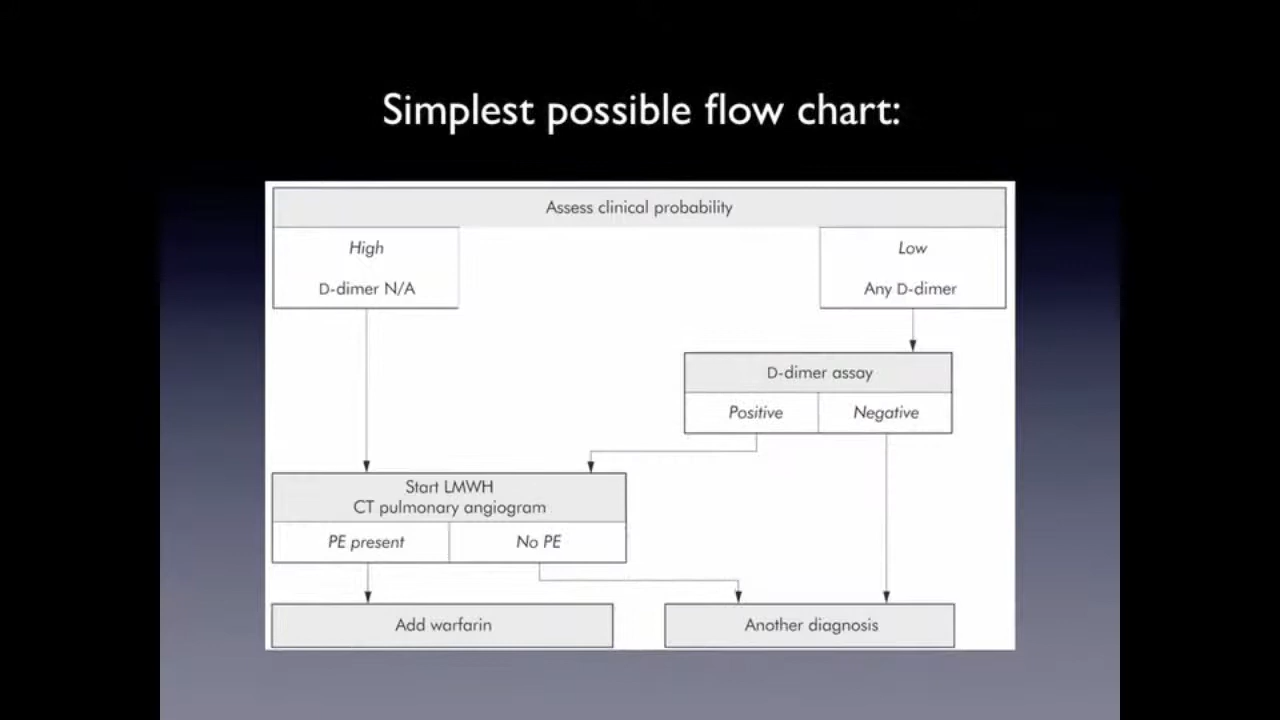 Simplest possible flow chart:
Assess clinical probability
High
D-dimer N/A
Low
Any D-dimer
D-dimer assay
Positive
Negative
Start LMWH
CT pulmonary angiogram
PE present
No PE
Add warfarin
Another diagnosis